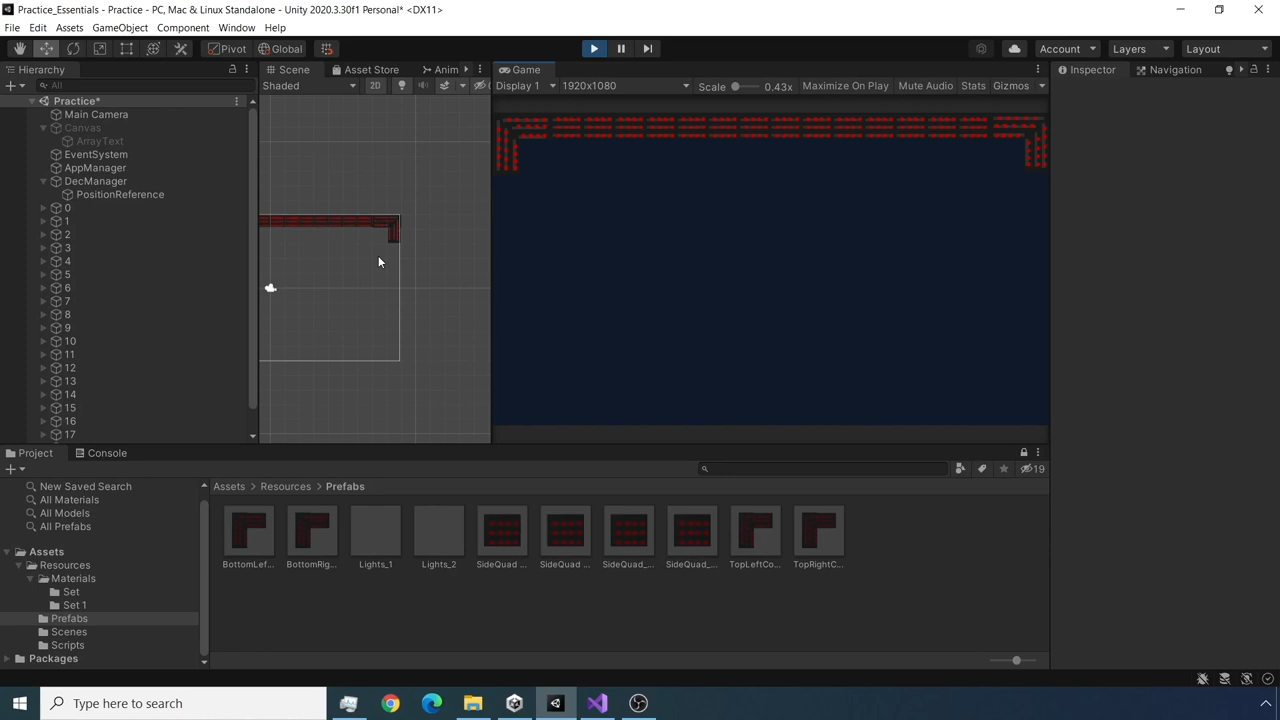 Practice_Essentials - Practice - PC, Mac & Linux Standalone - Unity 2020.3.30f1 Personal* <DX11>
File Edit Assets GameObject Component Window Help
Pivot Global Account Layers Layout
Hierarchy Scene Asset Store Anim Game Inspector Navigation
All Shaded 2D Display 1 1920x1080 Scale 0.43x Maximize On Play Mute Audio Stats Gizmos
Practice*
Main Camera
Canvas
ArrayText
EventSystem
AppManager
DecManager
PositionReference
0
1
2
3
4
5
6
7
8
9
10
11
12
13
14
15
16
17
Project Console
19
New Saved Search
All Materials
All Models
All Prefabs
Assets
Resources
Materials
Set
Set 1
Prefabs
Scenes
Scripts
Packages
Assets Resources Prefabs
BottomLef... BottomRig... Lights_1 Lights_2 SideQuad ... SideQuad ... SideQuad_... SideQuad_... TopLeftCo... TopRightC...
Type here to search